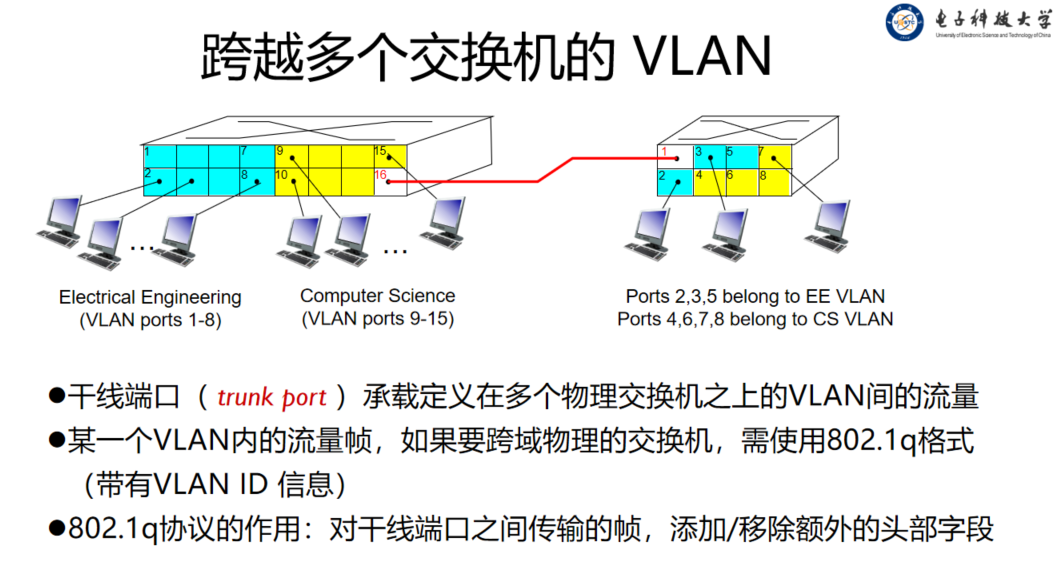 电子科技大学
University of Electronic Science and Technology of China
跨越多个交换机的 VLAN
1 7 9 15
2 8 10 16
1 3 5 7
2 4 6 8
... ...
Electrical Engineering
(VLAN ports 1-8)
Computer Science
(VLAN ports 9-15)
Ports 2,3,5 belong to EE VLAN
Ports 4,6,7,8 belong to CS VLAN
●干线端口（ trunk port ）承载定义在多个物理交换机之上的VLAN间的流量
●某一个VLAN内的流量帧，如果要跨域物理的交换机，需使用802.1q格式
（带有VLAN ID 信息）
●802.1q协议的作用：对干线端口之间传输的帧，添加/移除额外的头部字段